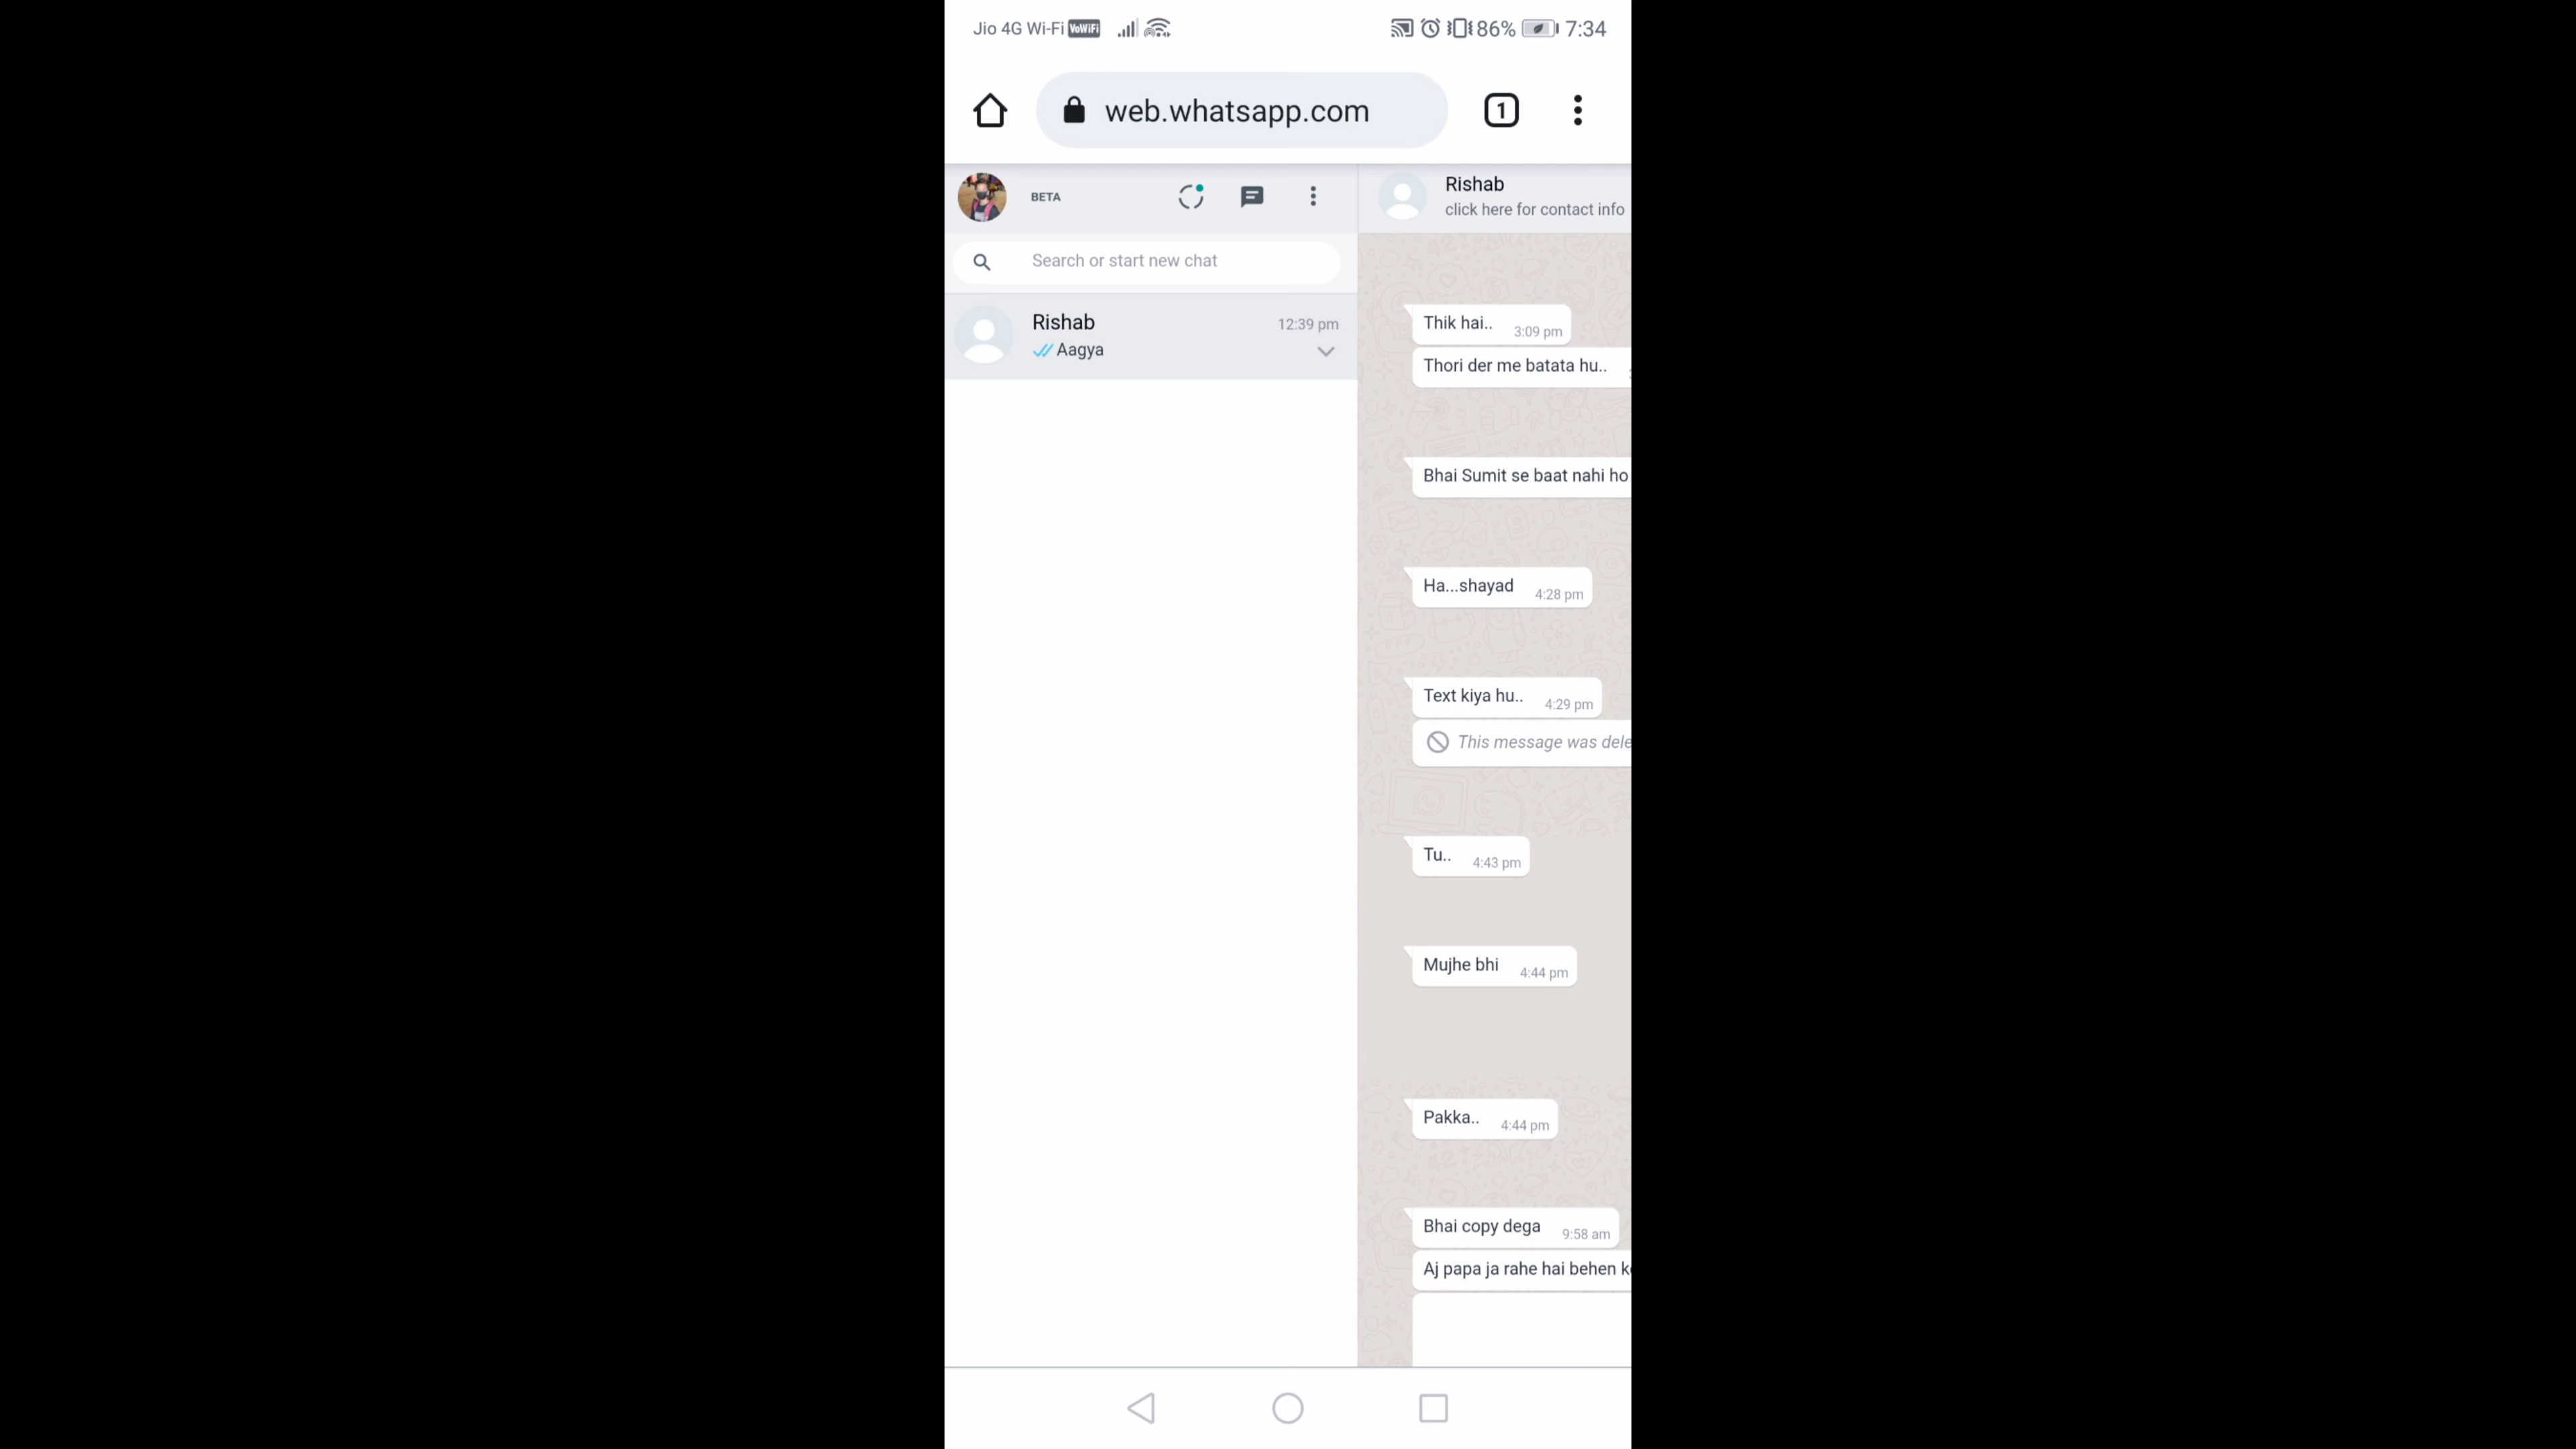 Jio 4G Wi-Fi VoWiFi 86% 7:34
web.whatsapp.com 1
BETA
Search or start new chat
Rishab 12:39 pm
Aagya
Rishab
click here for contact info
Thik hai.. 3:09 pm
Thori der me batata hu..
Bhai Sumit se baat nahi ho
Ha...shayad 4:28 pm
Text kiya hu.. 4:29 pm
This message was dele
Tu.. 4:43 pm
Mujhe bhi 4:44 pm
Pakka.. 4:44 pm
Bhai copy dega 9:58 am
Aj papa ja rahe hai behen